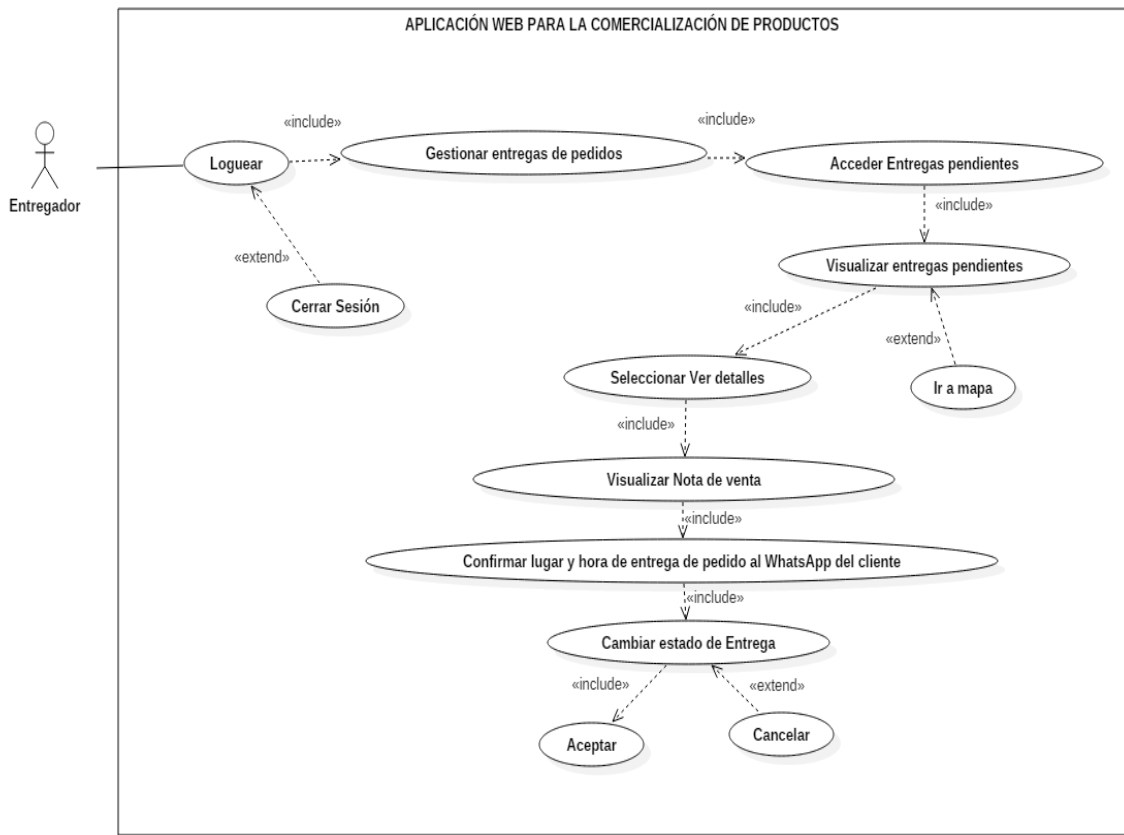 APLICACIÓN WEB PARA LA COMERCIALIZACIÓN DE PRODUCTOS
«include»
«include»
Loguear
Gestionar entregas de pedidos
Acceder Entregas pendientes
Entregador
«include»
«extend»
Visualizar entregas pendientes
Cerrar Sesión
«include»
«extend»
Seleccionar Ver detalles
Ir a mapa
«include»
Visualizar Nota de venta
«include»
Confirmar lugar y hora de entrega de pedido al WhatsApp del cliente
«include»
Cambiar estado de Entrega
«include»
«extend»
Aceptar
Cancelar